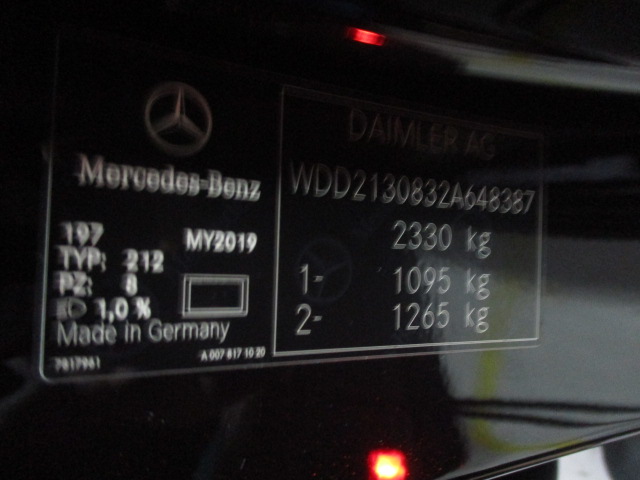 DAIMLER AG
Mercedes-Benz
WDD2130832A648387
197 MY2019
2330 kg
TYP: 212
1- 1095 kg
PZ: 8
2- 1265 kg
1,0 %
Made in Germany
7817961
A 007 817 10 20